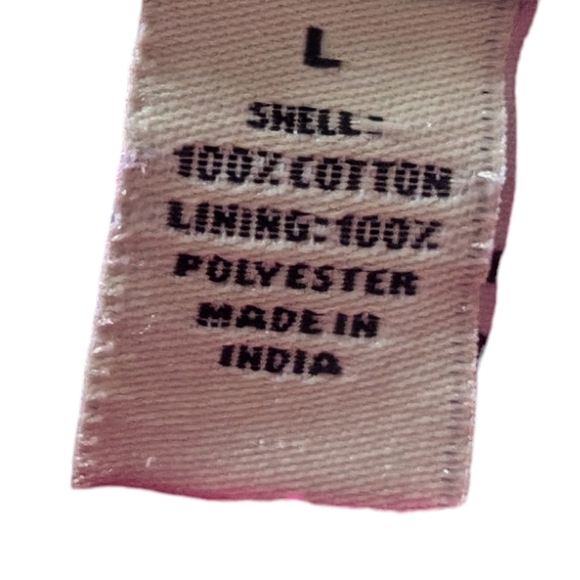 L
SHELL:
100% COTTON
LINING: 100%
POLYESTER
MADE IN
INDIA